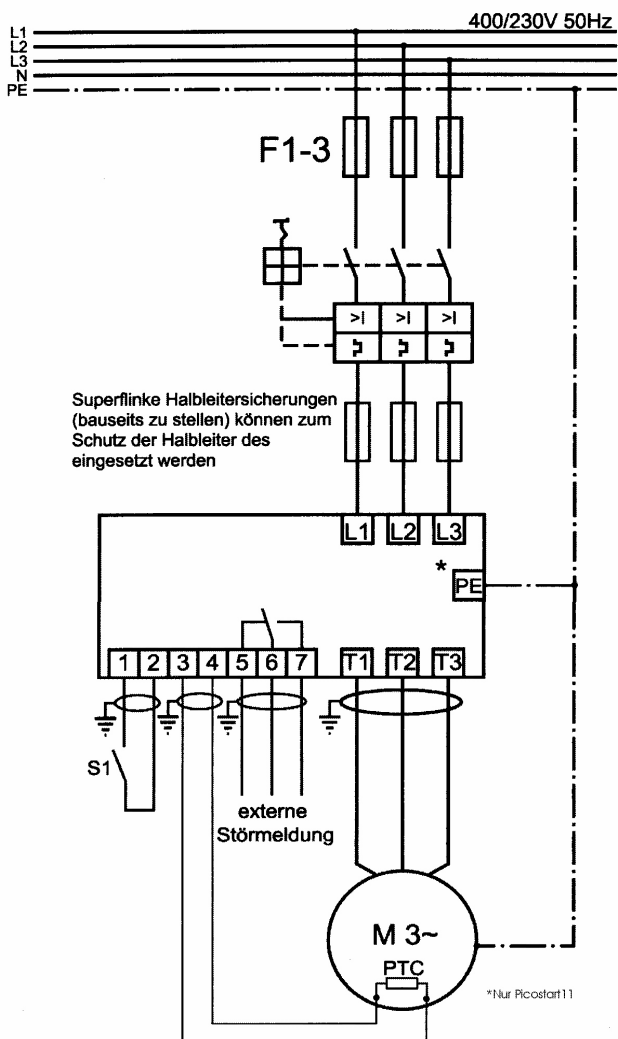 400/230V 50Hz
L1
L2
L3
N
PE
F1-3
>I >I >I
Superflinke Halbleitersicherungen
(bauseits zu stellen) können zum
Schutz der Halbleiter des
eingesetzt werden
L1 L2 L3
*
PE
1 2 3 4 5 6 7 T1 T2 T3
S1
externe
Störmeldung
M 3~
PTC
*Nur Picostart11